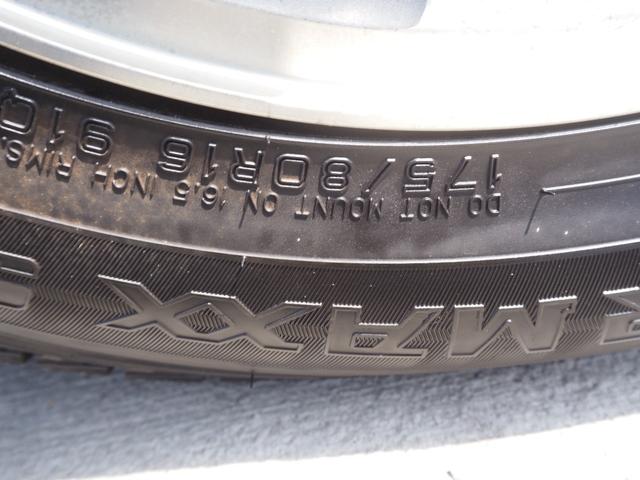 175/80R16 91Q
DO NOT MOUNT ON 16.5 INCH RIMS.
MAXX